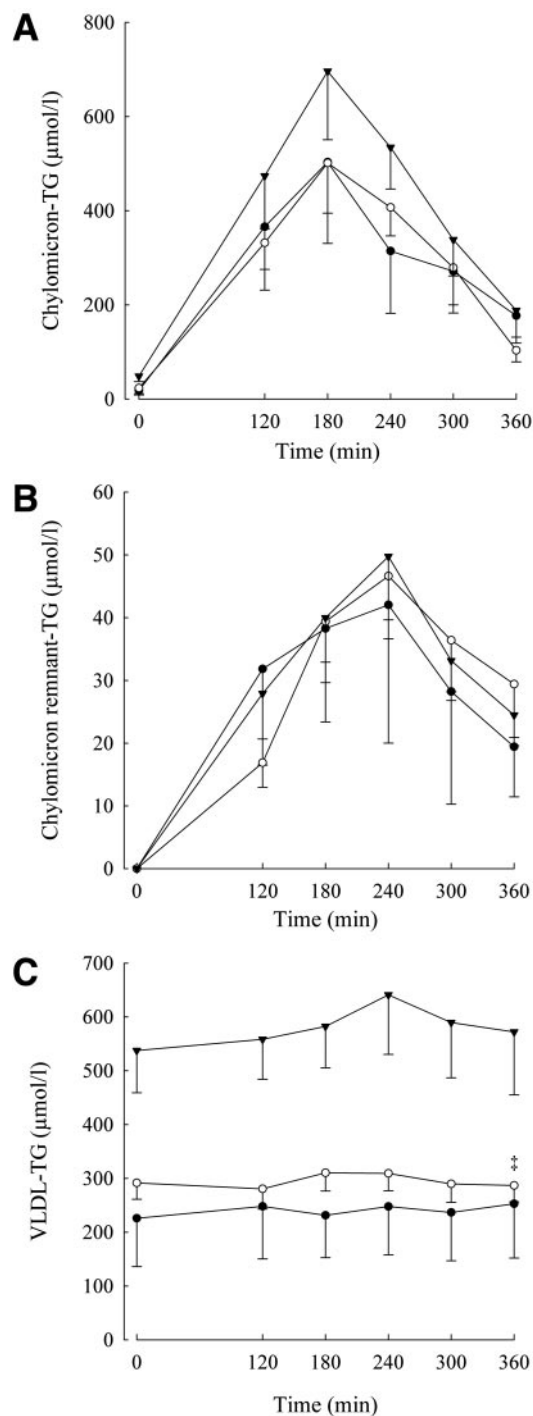 A
Chylomicron-TG (µmol/l)
800
600
400
200
0
0 120 180 240 300 360
Time (min)
B
Chylomicron remnant-TG (µmol/l)
60
50
40
30
20
10
0
0 120 180 240 300 360
Time (min)
C
VLDL-TG (µmol/l)
700
600
500
400
300
200
100
0
‡
0 120 180 240 300 360
Time (min)